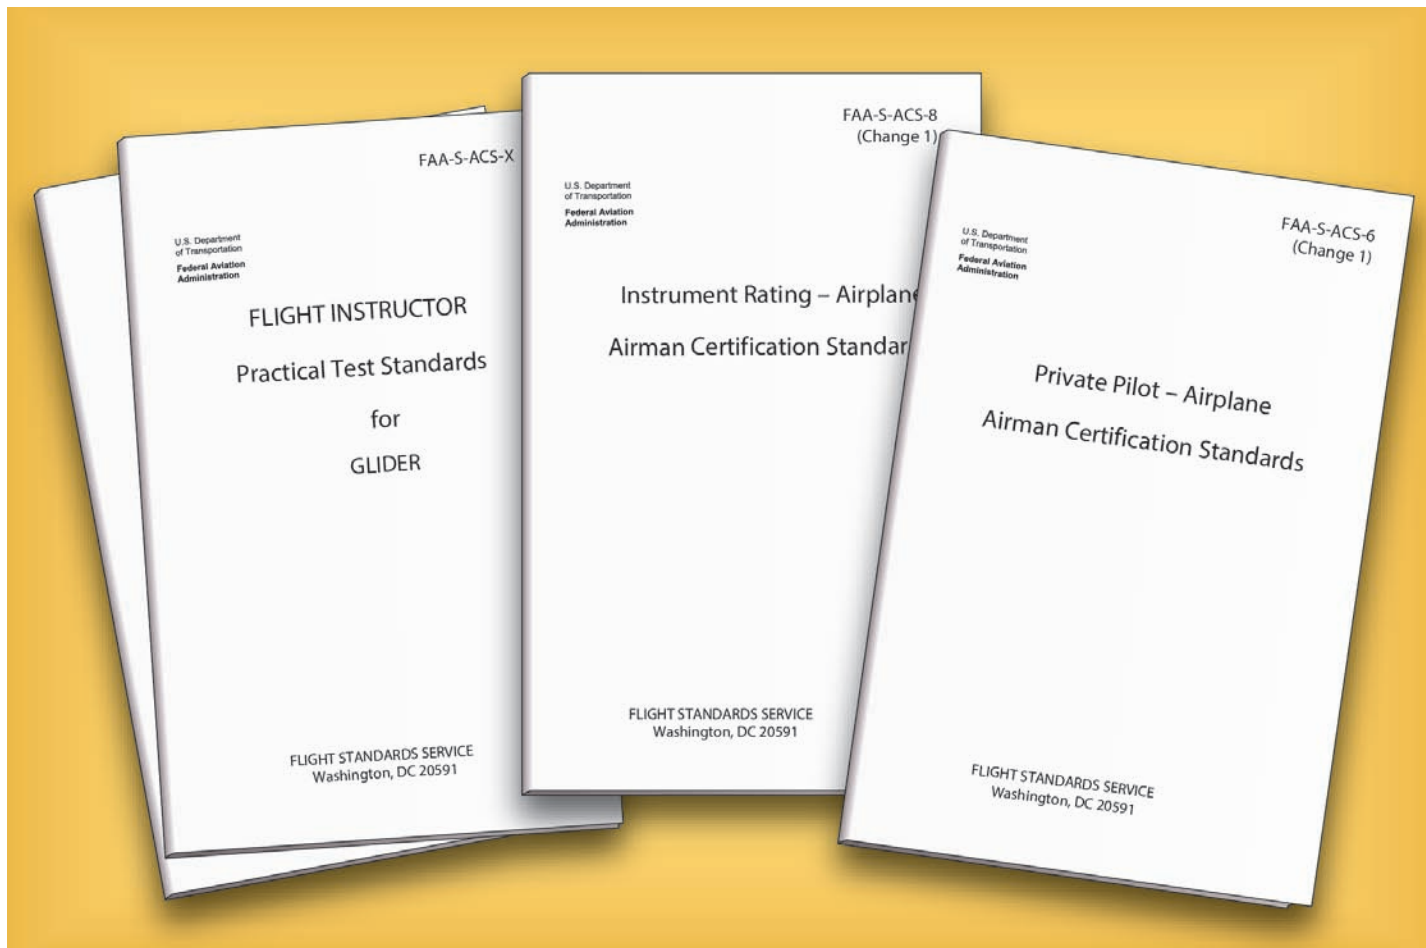 FAA-S-ACS-X
U.S. Department
of Transportation
Federal Aviation
Administration
FLIGHT INSTRUCTOR
Practical Test Standards
for
GLIDER
FLIGHT STANDARDS SERVICE
Washington, DC 20591
FAA-S-ACS-8
(Change 1)
U.S. Department
of Transportation
Federal Aviation
Administration
Instrument Rating – Airplane
Airman Certification Standar
FLIGHT STANDARDS SERVICE
Washington, DC 20591
FAA-S-ACS-6
(Change 1)
U.S. Department
of Transportation
Federal Aviation
Administration
Private Pilot – Airplane
Airman Certification Standards
FLIGHT STANDARDS SERVICE
Washington, DC 20591